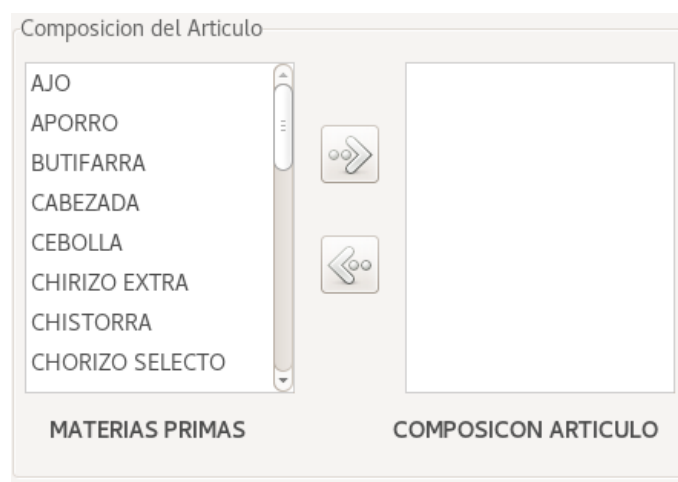 Composicion del Articulo
AJO
APORRO
BUTIFARRA
CABEZADA
CEBOLLA
CHIRIZO EXTRA
CHISTORRA
CHORIZO SELECTO
MATERIAS PRIMAS
COMPOSICON ARTICULO